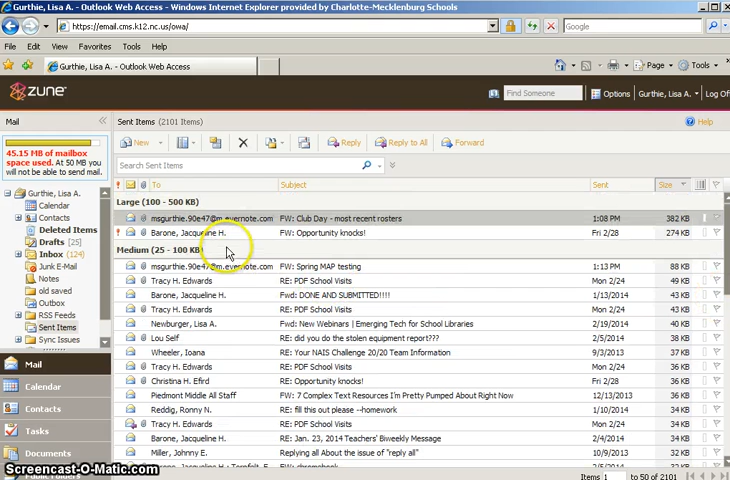 Gurthie, Lisa A. - Outlook Web Access - Windows Internet Explorer provided by Charlotte-Mecklenburg Schools
https://email.cms.k12.nc.us/owa/
Google
File Edit View Favorites Tools Help
Gurthie, Lisa A. - Outlook Web Access
Page Tools
zune
Find Someone Options Gurthie, Lisa A. Log Of
Mail
Sent Items (2101 Items)
Help
45.15 MB of mailbox
space used. At 50 MB you
will not be able to send mail.
New Reply Reply to All Forward
Search Sent Items
Gurthie, Lisa A.
Calendar
Contacts
Deleted Items
Drafts (25)
Inbox (124)
Junk E-Mail
Notes
old saved
Outbox
RSS Feeds
Sent Items
Sync Issues
Mail
Calendar
Contacts
Tasks
Documents
Public Folders
To Subject Sent Size
Large (100 - 500 KB)
msgurthie.90e47@m.evernote.com FW: Club Day - most recent rosters 1:08 PM 382 KB
Barone, Jacqueline H. FW: Opportunity knocks! Fri 2/28 274 KB
Medium (25 - 100 KB)
msgurthie.90e47@m.evernote.com FW: Spring MAP testing 1:13 PM 88 KB
Tracy H. Edwards RE: PDF School Visits Mon 2/24 49 KB
Barone, Jacqueline H. Fwd: DONE AND SUBMITTED!!!! 1/13/2014 43 KB
Tracy H. Edwards RE: PDF School Visits Mon 2/24 43 KB
Newburger, Lisa A. Fwd: New Webinars | Emerging Tech for School Libraries 2/19/2014 40 KB
Lou Self RE: did you do the stolen equipment report??? 2/17/2014 38 KB
Wheeler, Ioana RE: Your NAIS Challenge 20/20 Team Information 9/3/2013 37 KB
Tracy H. Edwards RE: PDF School Visits Mon 2/24 37 KB
Christina H. Efird RE: Opportunity knocks! Fri 2/28 36 KB
Piedmont Middle All Staff 7 Complex Text Resources I'm Pretty Pumped About Right Now 12/13/2013 36 KB
Reddig, Ronny N. RE: fill this out please --homework 9/10/2013 34 KB
Tracy H. Edwards RE: PDF School Visits Mon 2/24 34 KB
Barone, Jacqueline H. RE: Jan. 23, 2014 Teachers' Biweekly Message 2/4/2014 34 KB
Miller, Johnny E. Replying all About the issue of "reply all" 2/4/2014 34 KB
Items 1 to 50 of 2101
Screencast-O-Matic.com